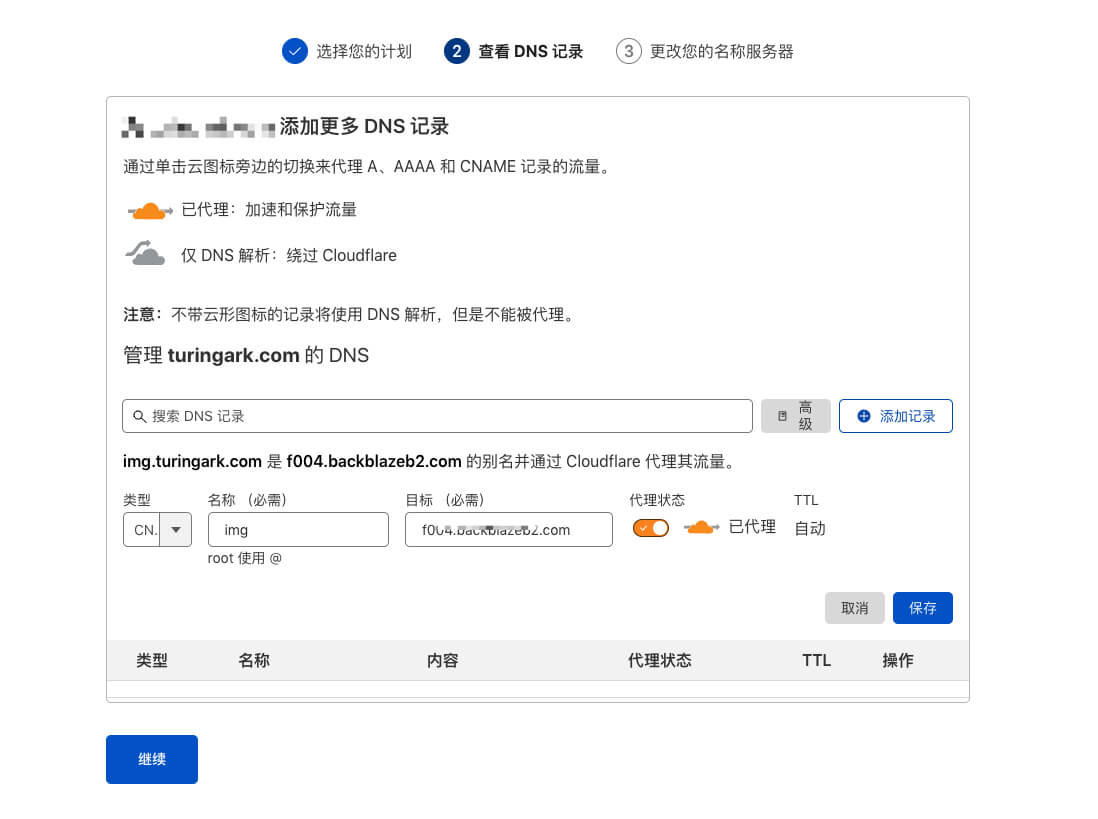 选择您的计划 2 查看 DNS 记录 3 更改您的名称服务器
添加更多 DNS 记录
通过单击云图标旁边的切换来代理 A、AAAA 和 CNAME 记录的流量。
已代理：加速和保护流量
仅 DNS 解析：绕过 Cloudflare
注意：不带云形图标的记录将使用 DNS 解析，但是不能被代理。
管理 turingark.com 的 DNS
搜索 DNS 记录 高级 添加记录
img.turingark.com 是 f004.backblazeb2.com 的别名并通过 Cloudflare 代理其流量。
类型 名称 （必需） 目标 （必需） 代理状态 TTL
CN. img f004.backblazeb2.com 已代理 自动
root 使用 @
取消 保存
类型 名称 内容 代理状态 TTL 操作
继续